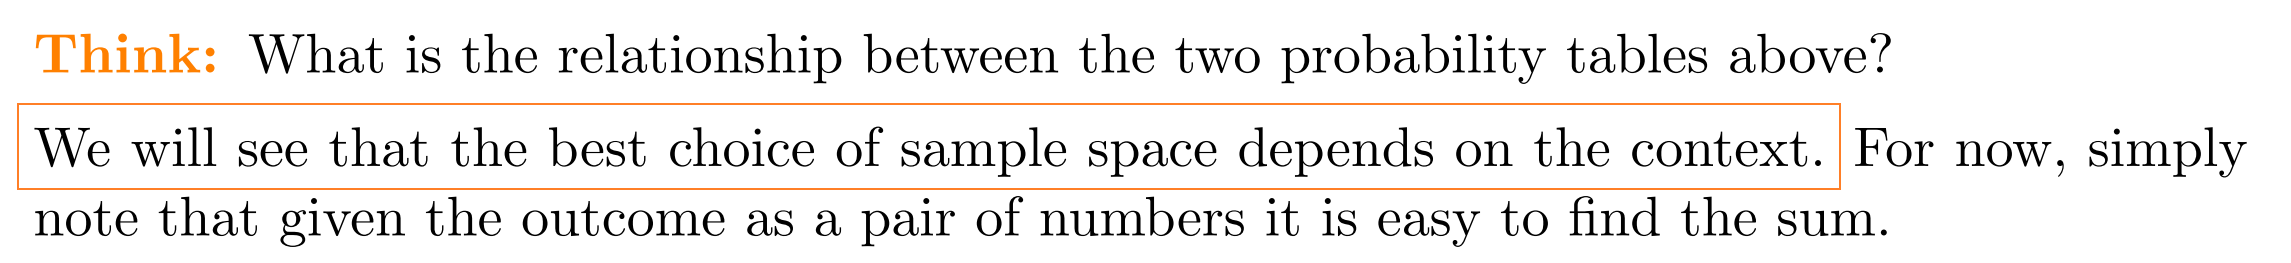 Think: What is the relationship between the two probability tables above?
We will see that the best choice of sample space depends on the context. For now, simply
note that given the outcome as a pair of numbers it is easy to find the sum.